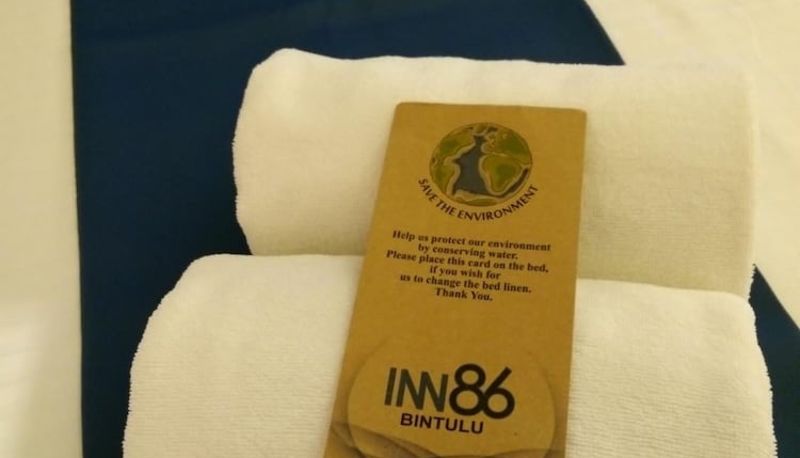 SAVE THE ENVIRONMENT
Help us protect our environment
by conserving water.
Please place this card on the bed,
if you wish for
us to change the bed linen.
Thank You.
INN86
BINTULU